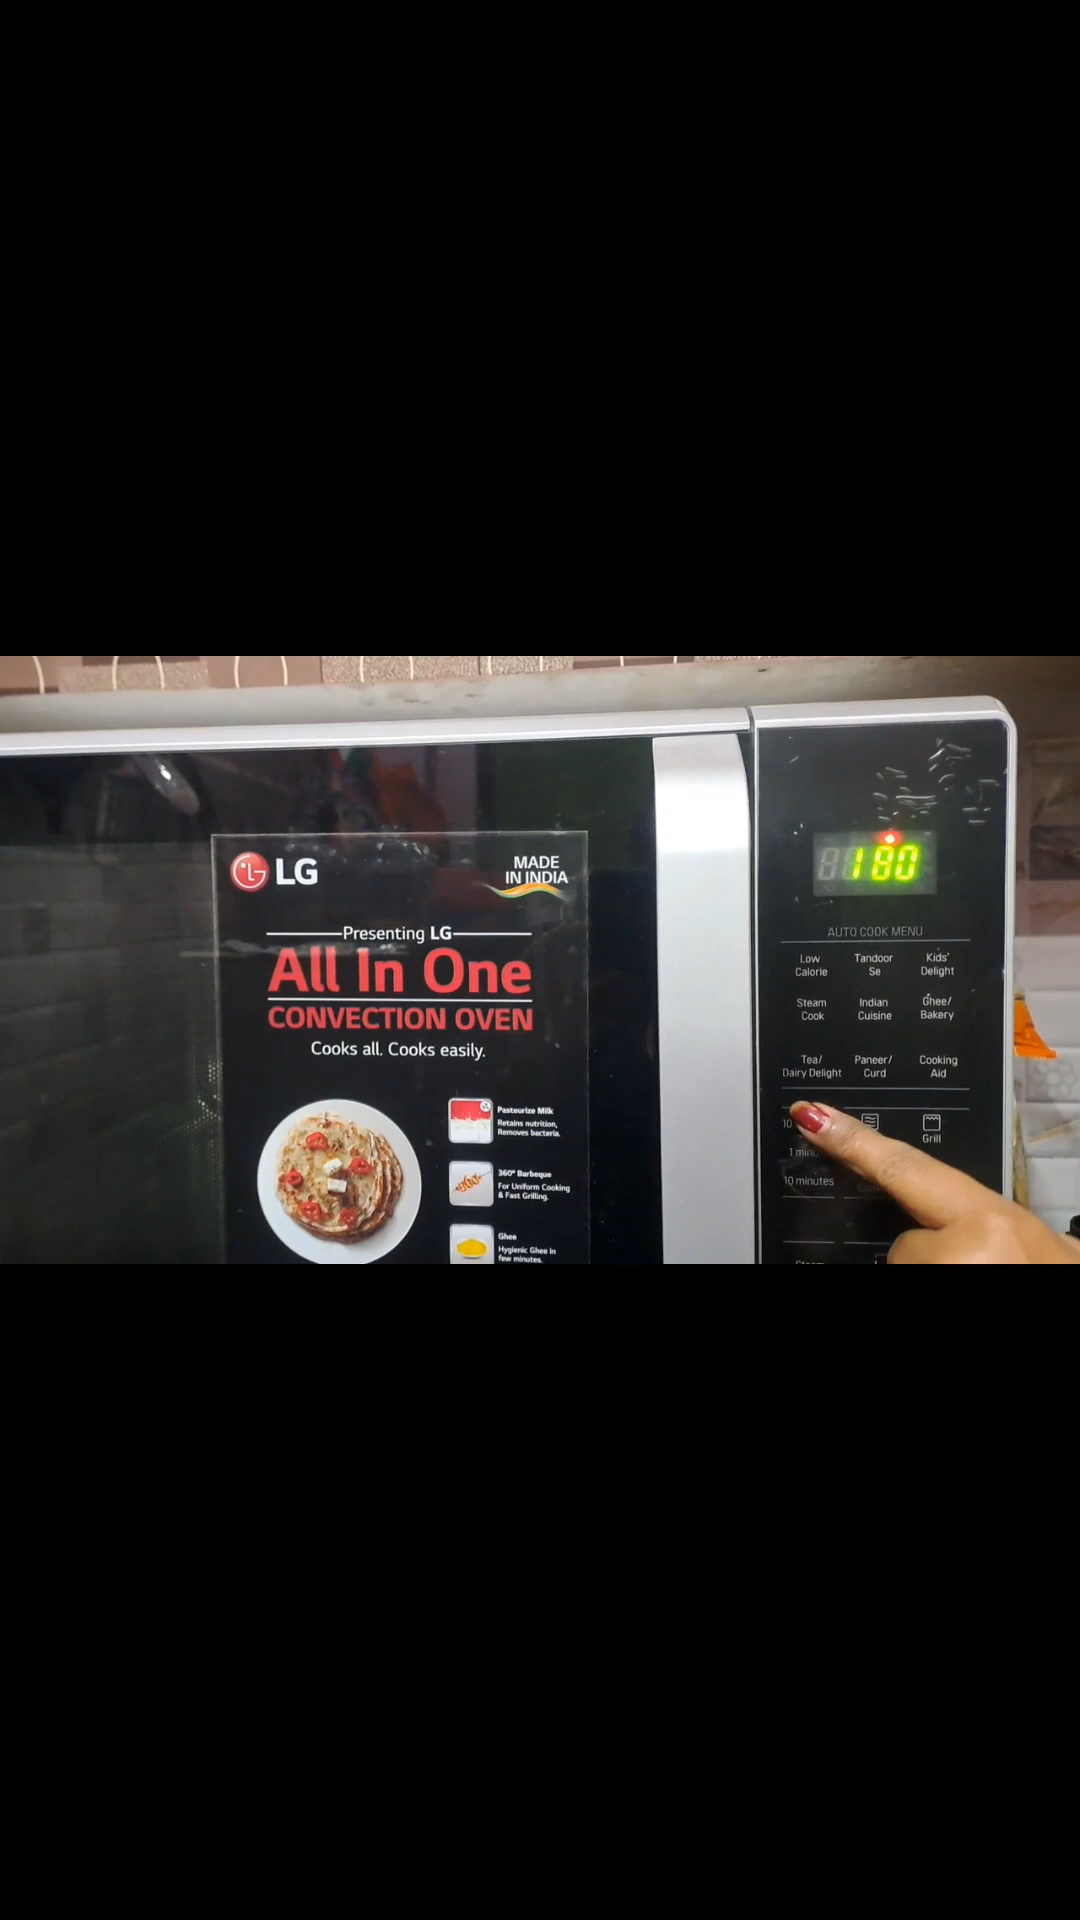 LG
MADE
IN INDIA
Presenting LG
All In One
CONVECTION OVEN
Cooks all. Cooks easily.
Pasteurize Milk
Retains nutrition,
Removes bacteria.
360° Barbeque
For Uniform Cooking
& Fast Grilling.
Ghee
Hygienic Ghee in
few minutes.
180
AUTO COOK MENU
Low
Calorie
Tandoor
Se
Kids'
Delight
Steam
Cook
Indian
Cuisine
Ghee/
Bakery
Tea/
Dairy Delight
Paneer/
Curd
Cooking
Aid
10
Grill
1
10 minutes